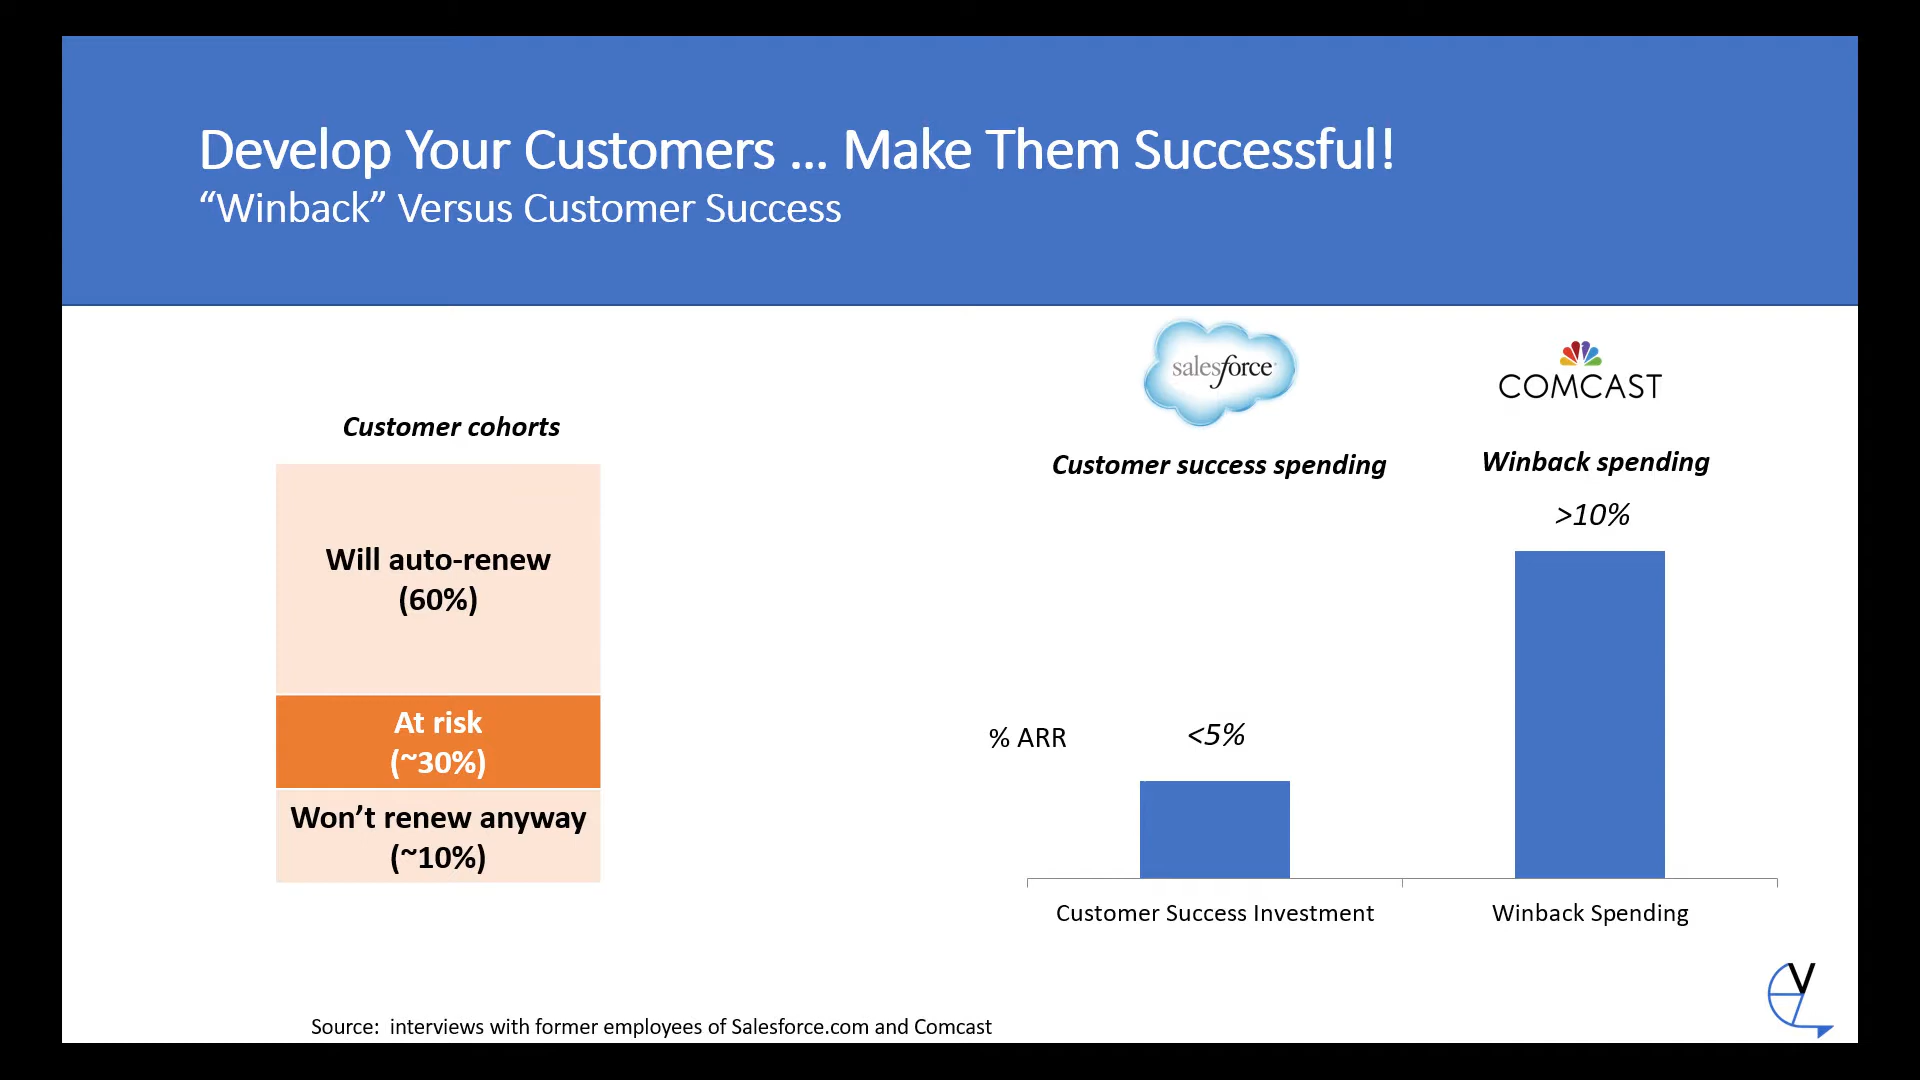 Develop Your Customers ... Make Them Successful!
“Winback” Versus Customer Success
Customer cohorts
Will auto-renew
(60%)
At risk
(~30%)
Won’t renew anyway
(~10%)
salesforce
COMCAST
Customer success spending
Winback spending
>10%
% ARR
<5%
Customer Success Investment
Winback Spending
V
Source:  interviews with former employees of Salesforce.com and Comcast